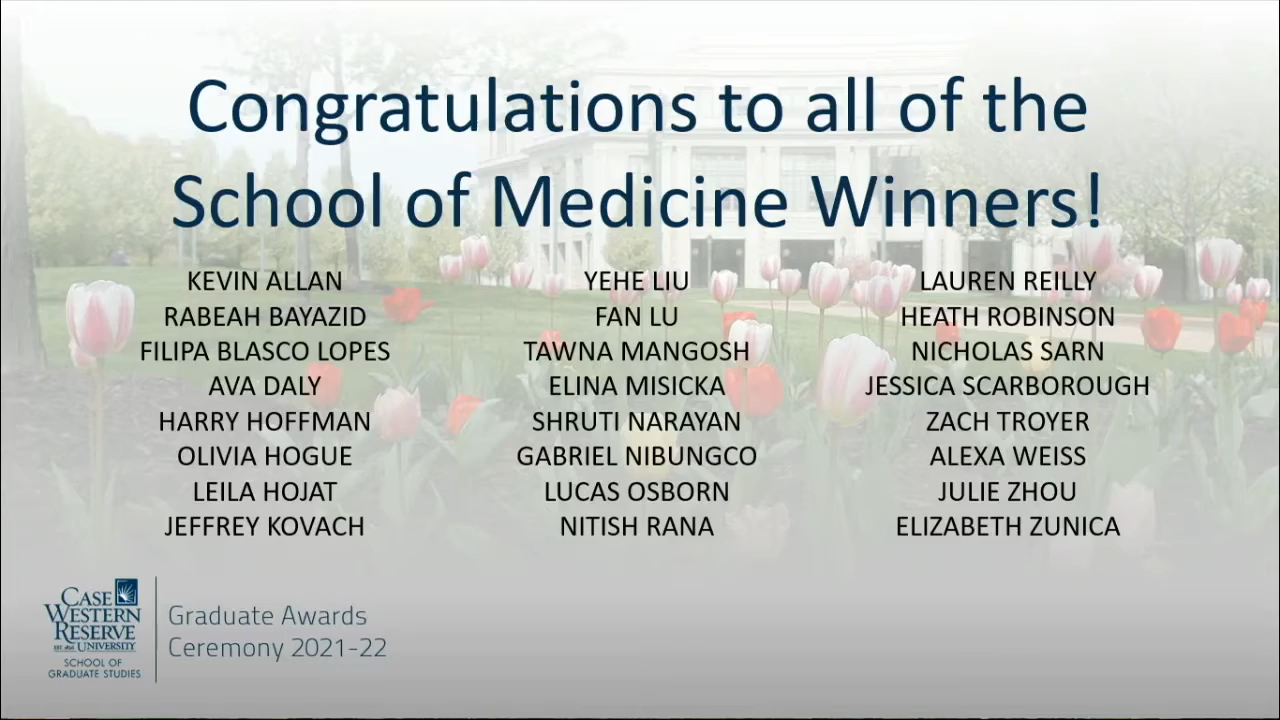 Congratulations to all of the
School of Medicine Winners!
KEVIN ALLAN
RABEAH BAYAZID
FILIPA BLASCO LOPES
AVA DALY
HARRY HOFFMAN
OLIVIA HOGUE
LEILA HOJAT
JEFFREY KOVACH
YEHE LIU
FAN LU
TAWNA MANGOSH
ELINA MISICKA
SHRUTI NARAYAN
GABRIEL NIBUNGCO
LUCAS OSBORN
NITISH RANA
LAUREN REILLY
HEATH ROBINSON
NICHOLAS SARN
JESSICA SCARBOROUGH
ZACH TROYER
ALEXA WEISS
JULIE ZHOU
ELIZABETH ZUNICA
CASE
WESTERN
RESERVE
EST. 1826 UNIVERSITY
SCHOOL OF
GRADUATE STUDIES
Graduate Awards
Ceremony 2021-22